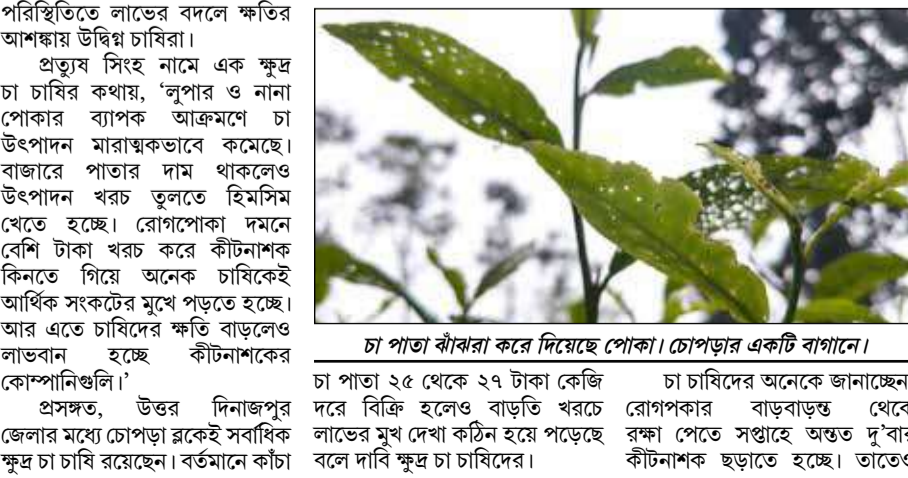 পরিস্থিতিতে লাভের বদলে ক্ষতির
আশঙ্কায় উদ্বিগ্ন চাষিরা।
প্রত্যুষ সিংহ নামে এক ক্ষুদ্র
চা চাষির কথায়, ‘লুপার ও নানা
পোকার ব্যাপক আক্রমণে চা
উৎপাদন মারাত্মকভাবে কমেছে।
বাজারে পাতার দাম থাকলেও
উৎপাদন খরচ তুলতে হিমসিম
খেতে হচ্ছে। রোগপোকা দমনে
বেশি টাকা খরচ করে কীটনাশক
কিনতে গিয়ে অনেক চাষিকেই
আর্থিক সংকটের মুখে পড়তে হচ্ছে।
আর এতে চাষিদের ক্ষতি বাড়লেও
লাভবান হচ্ছে কীটনাশকের
কোম্পানিগুলি।’
প্রসঙ্গত, উত্তর দিনাজপুর
জেলার মধ্যে চোপড়া ব্লকেই সর্বাধিক
ক্ষুদ্র চা চাষি রয়েছেন। বর্তমানে কাঁচা
চা পাতা ঝাঁঝরা করে দিয়েছে পোকা। চোপড়ার একটি বাগানে।
চা পাতা ২৫ থেকে ২৭ টাকা কেজি
দরে বিক্রি হলেও বাড়তি খরচে
লাভের মুখ দেখা কঠিন হয়ে পড়েছে
বলে দাবি ক্ষুদ্র চা চাষিদের।
চা চাষিদের অনেকে জানাচ্ছেন
রোগপকার বাড়বাড়ন্ত থেকে
রক্ষা পেতে সপ্তাহে অন্তত দু’বার
কীটনাশক ছড়াতে হচ্ছে। তাতেও